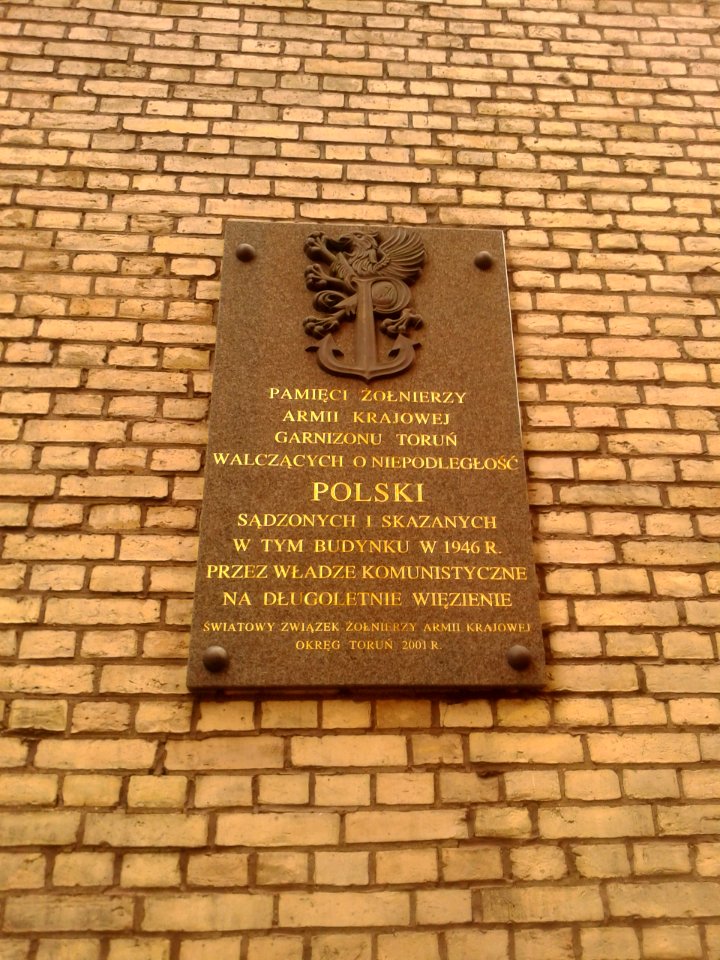 PAMIĘCI ŻOŁNIERZY
ARMII KRAJOWEJ
GARNIZONU TORUŃ
WALCZĄCYCH O NIEPODLEGŁOŚĆ
POLSKI
SĄDZONYCH I SKAZANYCH
W TYM BUDYNKU W 1946 R.
PRZEZ WŁADZE KOMUNISTYCZNE
NA DŁUGOLETNIE WIĘZIENIE
ŚWIATOWY ZWIĄZEK ŻOŁNIERZY ARMII KRAJOWEJ
OKRĘG TORUŃ 2001 R.